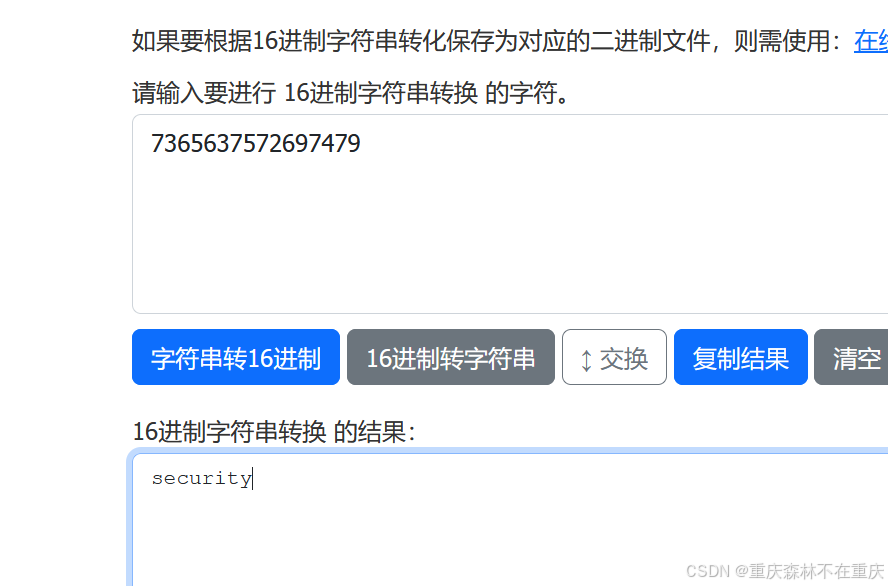 如果要根据16进制字符串转化保存为对应的二进制文件，则需使用：在线
请输入要进行 16进制字符串转换 的字符。
7365637572697479
字符串转16进制 16进制转字符串 ↕ 交换 复制结果 清空
16进制字符串转换 的结果：
security
CSDN @重庆森林不在重庆